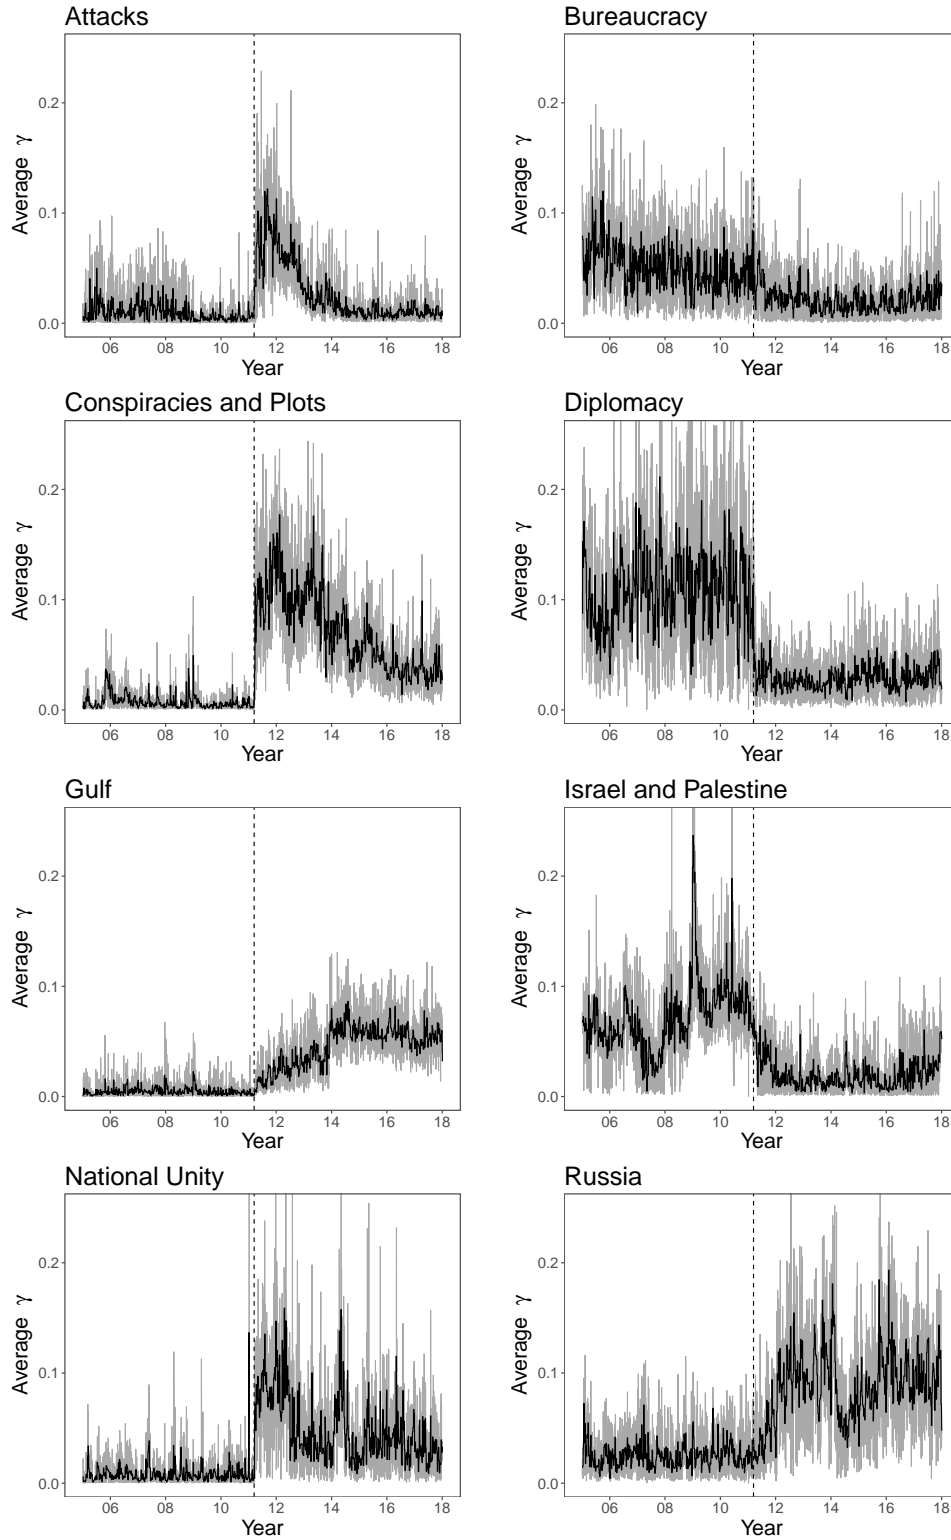 Attacks
Average γ
0.2
0.1
0.0
06 08 10 12 14 16 18
Year
Bureaucracy
Average γ
0.2
0.1
0.0
06 08 10 12 14 16 18
Year
Conspiracies and Plots
Average γ
0.2
0.1
0.0
06 08 10 12 14 16 18
Year
Diplomacy
Average γ
0.2
0.1
0.0
06 08 10 12 14 16 18
Year
Gulf
Average γ
0.2
0.1
0.0
06 08 10 12 14 16 18
Year
Israel and Palestine
Average γ
0.2
0.1
0.0
06 08 10 12 14 16 18
Year
National Unity
Average γ
0.2
0.1
0.0
06 08 10 12 14 16 18
Year
Russia
Average γ
0.2
0.1
0.0
06 08 10 12 14 16 18
Year